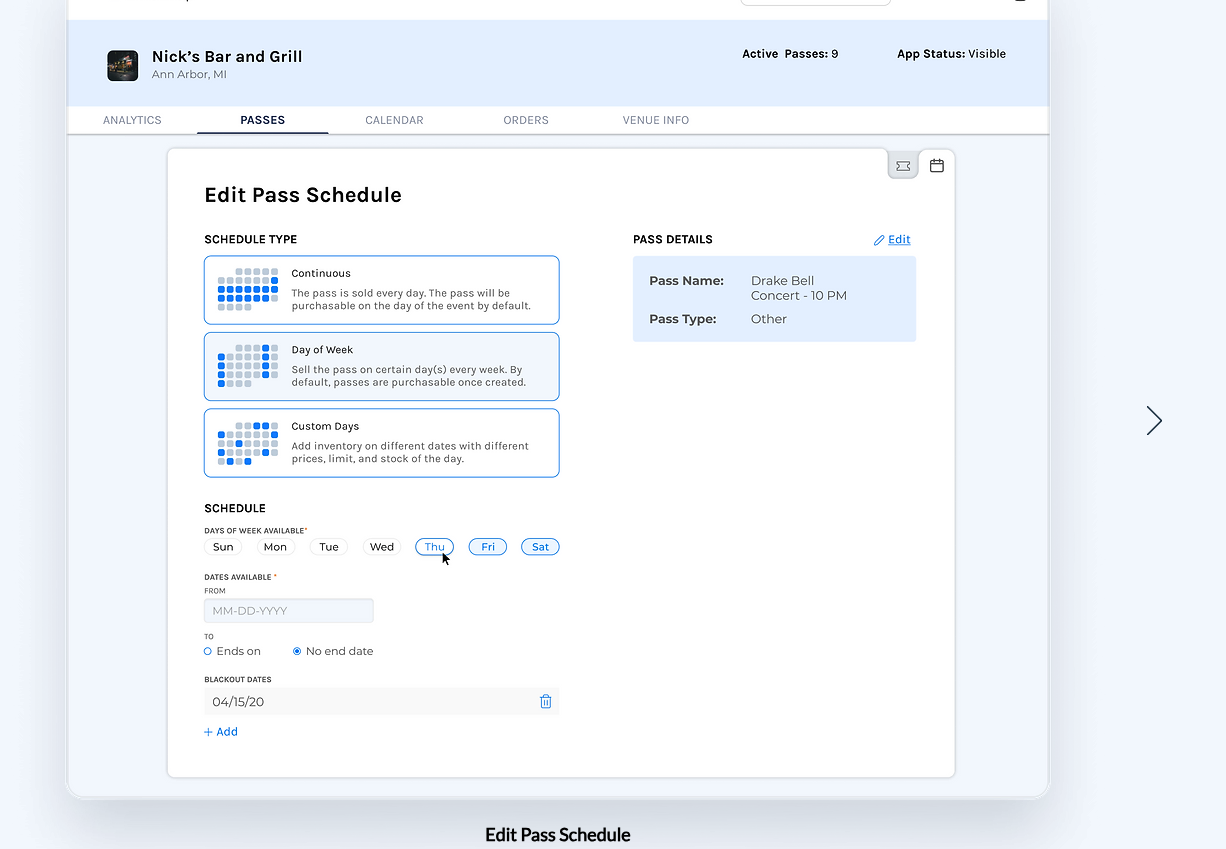 Nick's Bar and Grill
Ann Arbor, MI
Active Passes: 9
App Status: Visible
ANALYTICS
PASSES
CALENDAR
ORDERS
VENUE INFO
Edit Pass Schedule
SCHEDULE TYPE
Continuous
The pass is sold every day. The pass will be
purchasable on the day of the event by default.
Day of Week
Sell the pass on certain day(s) every week. By
default, passes are purchasable once created.
Custom Days
Add inventory on different dates with different
prices, limit, and stock of the day.
PASS DETAILS
Edit
Pass Name: Drake Bell
Concert - 10 PM
Pass Type: Other
SCHEDULE
DAYS OF WEEK AVAILABLE*
Sun Mon Tue Wed Thu Fri Sat
DATES AVAILABLE *
FROM
MM-DD-YYYY
TO
Ends on No end date
BLACKOUT DATES
04/15/20
+ Add
Edit Pass Schedule